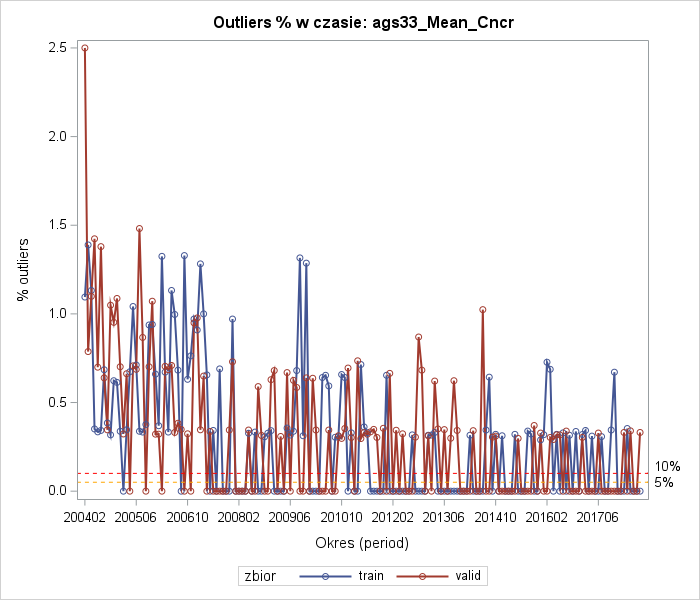 Outliers % w czasie: ags33_Mean_Cncr
% outliers
2.5
2.0
1.5
1.0
0.5
0.0
10%
5%
200402 200506 200610 200802 200906 201010 201202 201306 201410 201602 201706
Okres (period)
zbior train valid